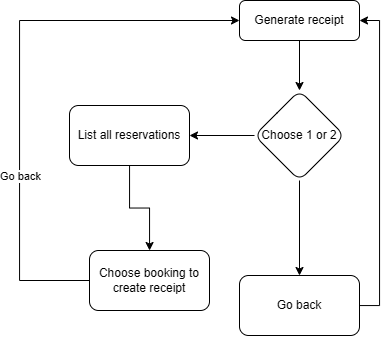 Generate receipt
Choose 1 or 2
List all reservations
Go back
Choose booking to
create receipt
Go back